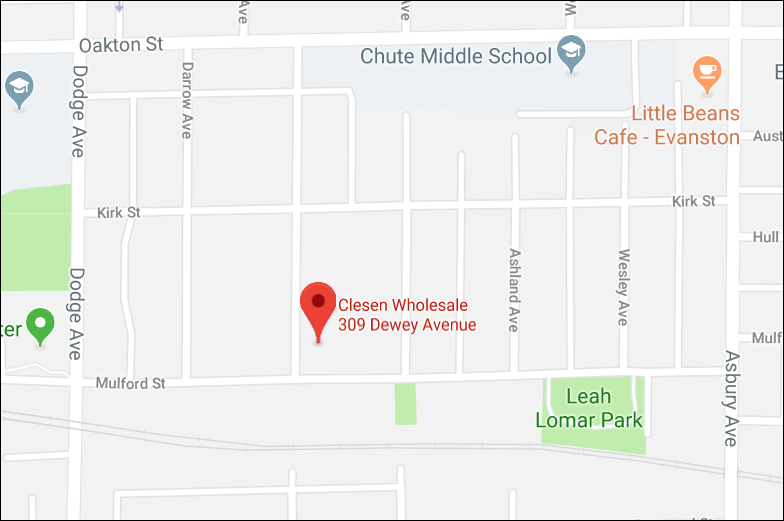 Ave
Ave
W
Oakton St
Chute Middle School
E
Dodge Ave
Darrow Ave
Little Beans
Cafe - Evanston
Aust
Kirk St
Kirk St
Hull
Dodge Ave
Ashland Ave
Wesley Ave
Clesen Wholesale
309 Dewey Avenue
ter
Mulf
Mulford St
Asbury Ave
Leah
Lomar Park